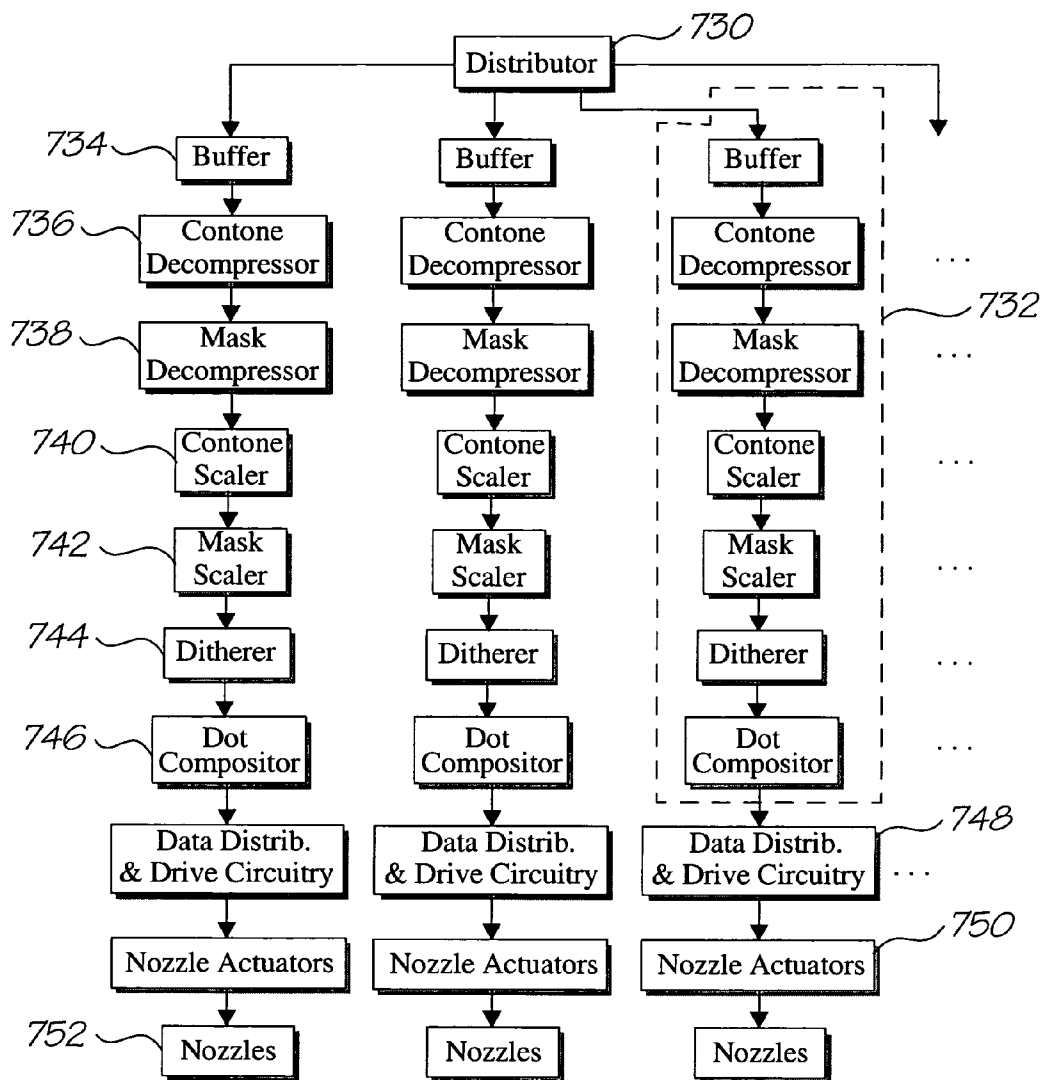 730
Distributor
734
Buffer
Buffer
Buffer
736
Contone
Decompressor
Contone
Decompressor
Contone
Decompressor
...
732
738
Mask
Decompressor
Mask
Decompressor
Mask
Decompressor
...
740
Contone
Scaler
Contone
Scaler
Contone
Scaler
...
742
Mask
Scaler
Mask
Scaler
Mask
Scaler
...
744
Ditherer
Ditherer
Ditherer
...
746
Dot
Compositor
Dot
Compositor
Dot
Compositor
...
748
Data Distrib.
& Drive Circuitry
Data Distrib.
& Drive Circuitry
Data Distrib.
& Drive Circuitry
...
750
Nozzle Actuators
Nozzle Actuators
Nozzle Actuators
752
Nozzles
Nozzles
Nozzles